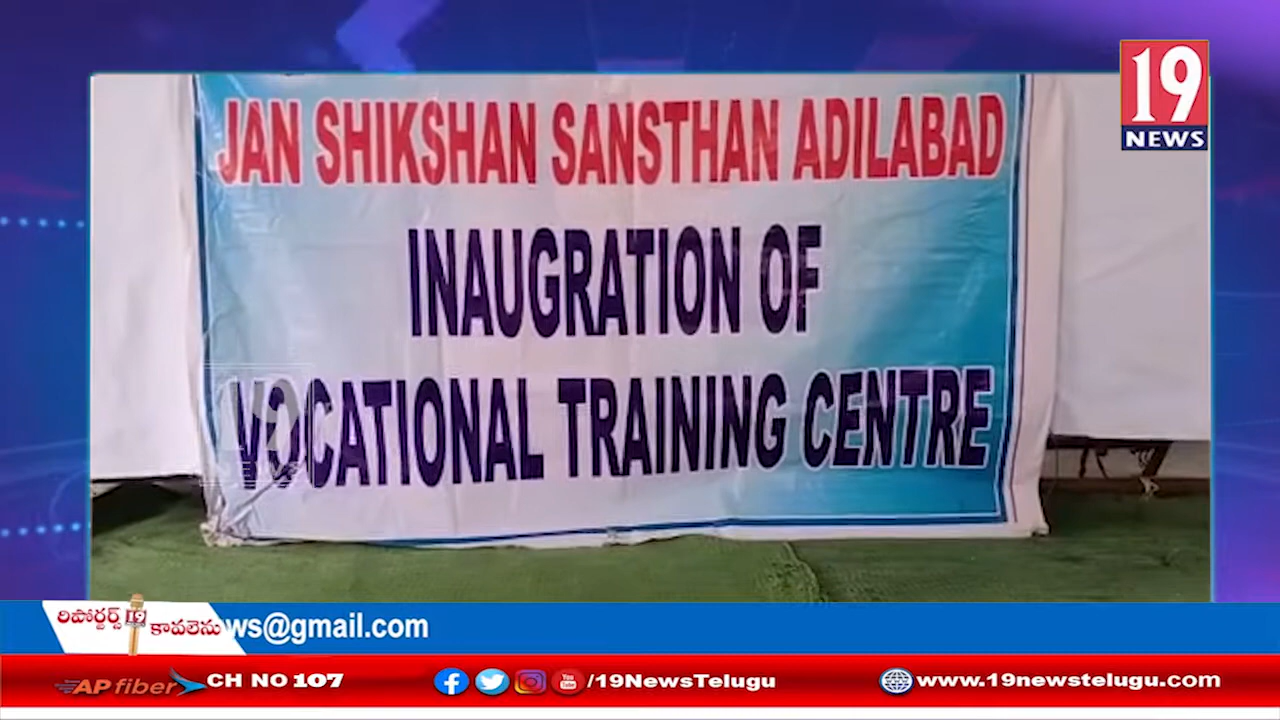 19
NEWS
JAN SHIKSHAN SANSTHAN ADILABAD
INAUGRATION OF
VOCATIONAL TRAINING CENTRE
రిపోర్టర్స్ 19
కావలెను
ws@gmail.com
AP fiber CH NO 107
/19NewsTelugu
www.19newstelugu.com